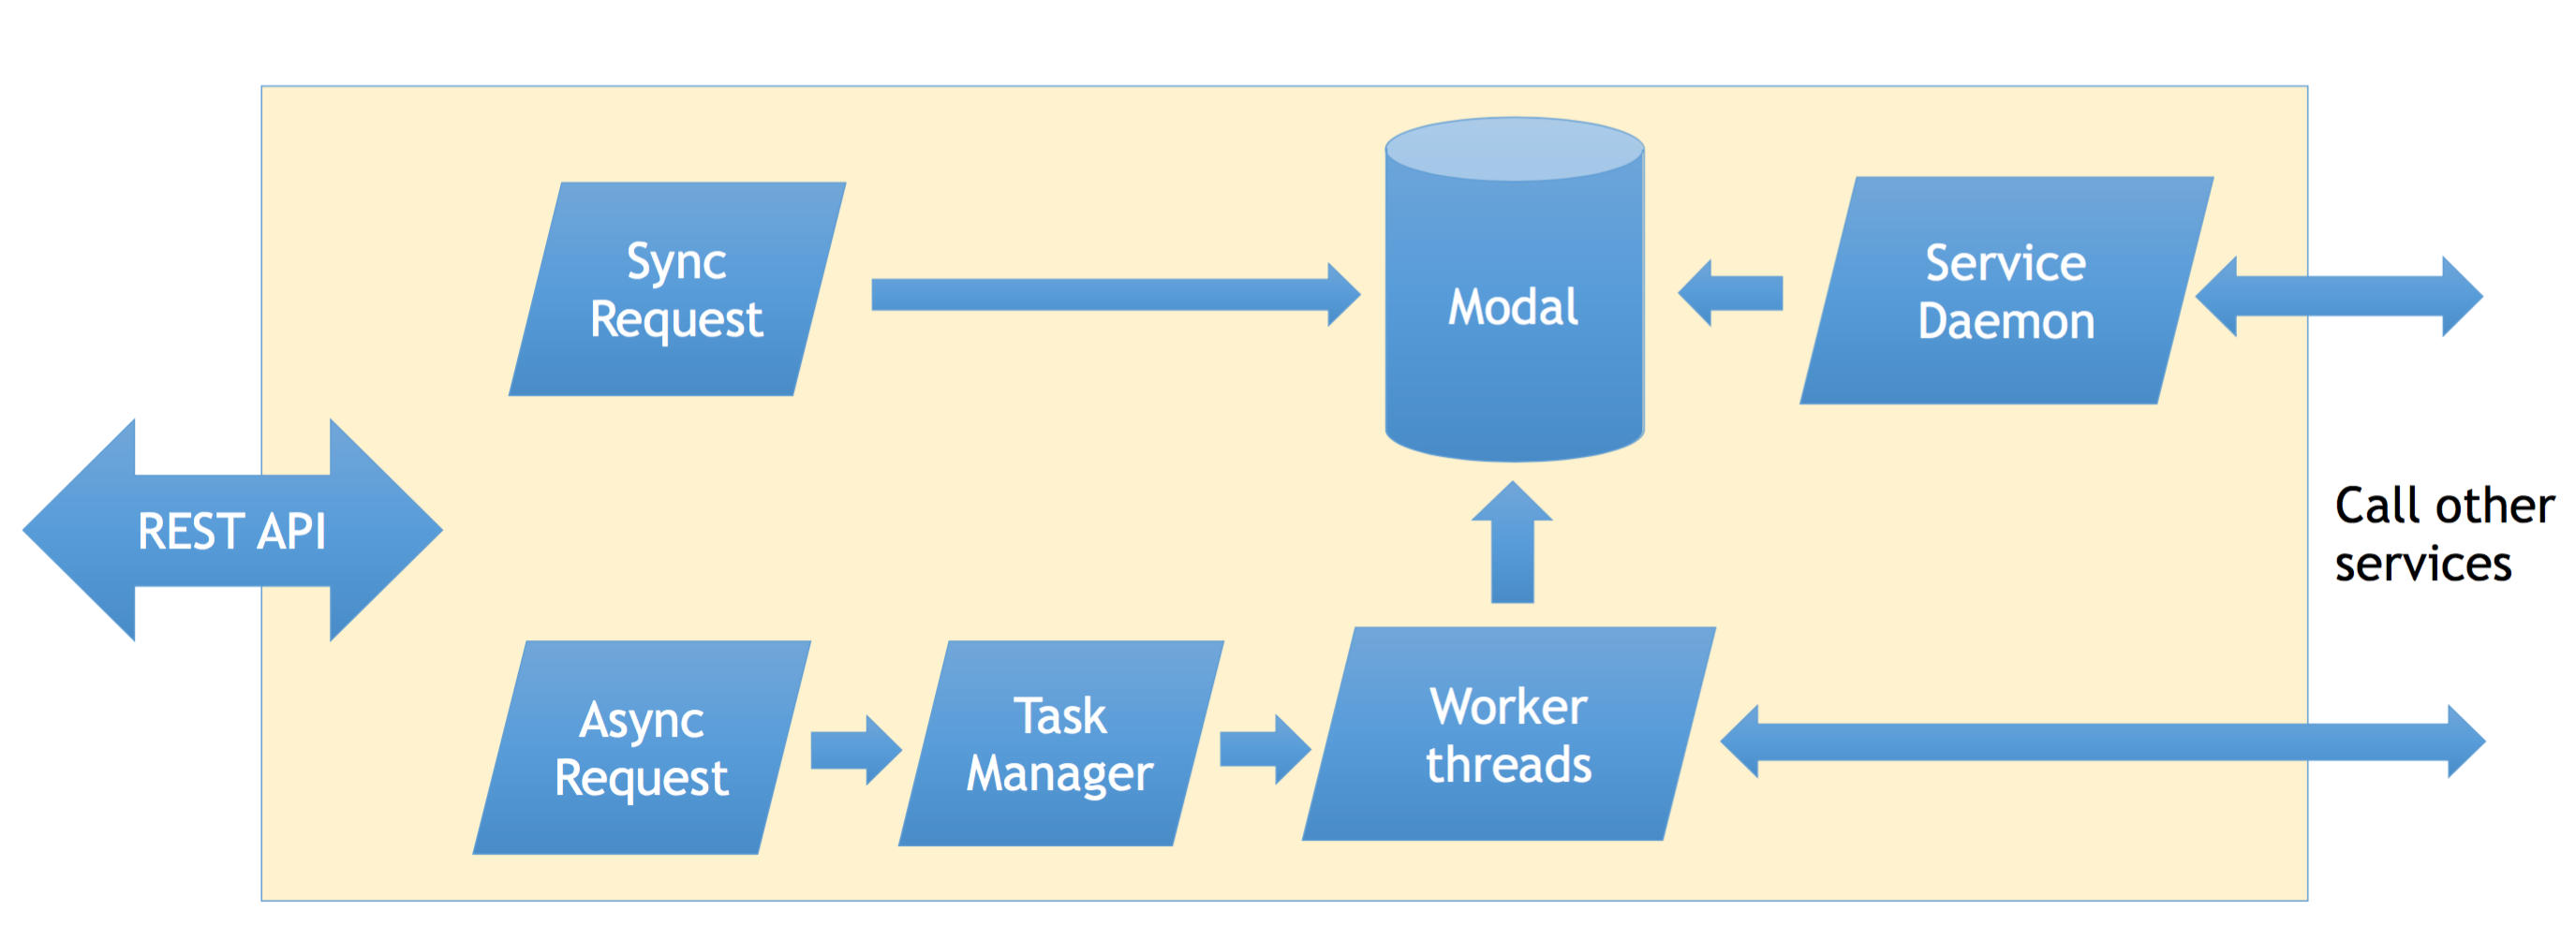 Sync
Request
Modal
Service
Daemon
REST API
Call other
services
Async
Request
Task
Manager
Worker
threads